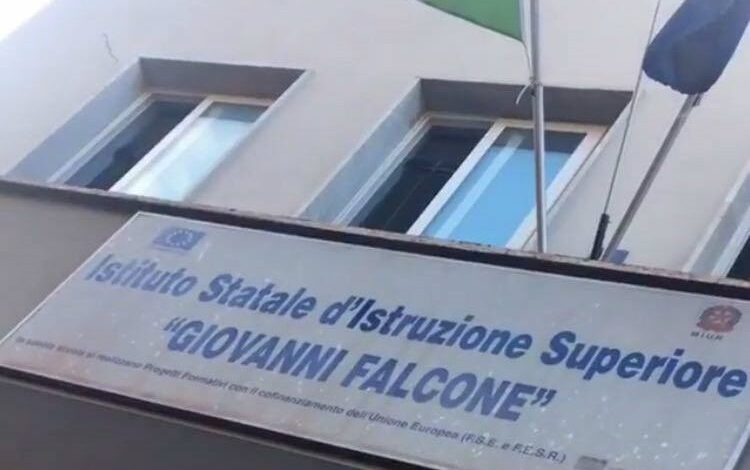 Istituto Statale d'Istruzione Superiore
"GIOVANNI FALCONE"
In questa scuola si realizzano Progetti Formativi con il cofinanziamento dell'Unione Europea (F.S.E. e F.E.S.R.)
MIUR